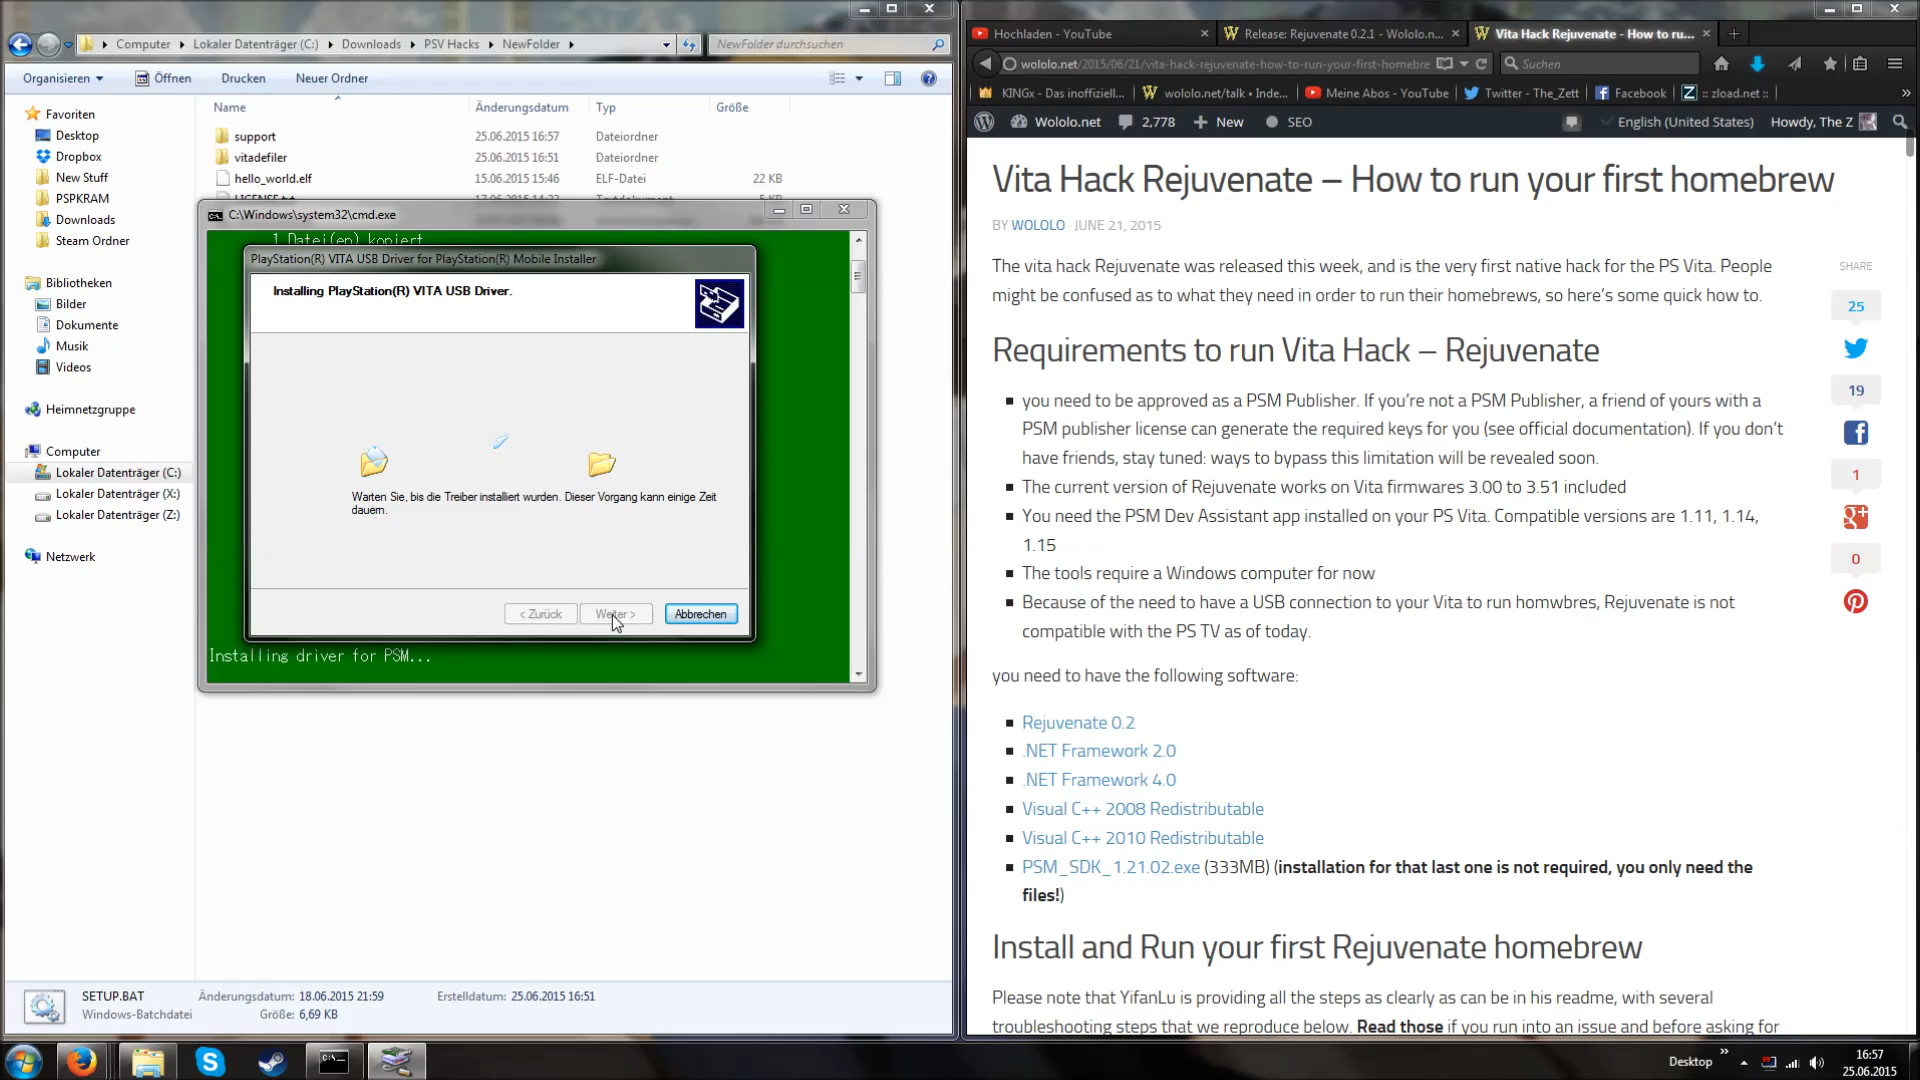 Computer
Lokaler Datenträger (C:)
Downloads
PSV Hacks
NewFolder
NewFolder durchsuchen
Organisieren
Öffnen
Drucken
Neuer Ordner
Name
Änderungsdatum
Typ
Größe
support 25.06.2015 16:57 Dateiordner
vitadefiler 25.06.2015 16:51 Dateiordner
hello_world.elf 15.06.2015 15:46 ELF-Datei 22 KB
Favoriten
Desktop
Dropbox
New Stuff
PSPKRAM
Downloads
Steam Ordner
Bibliotheken
Bilder
Dokumente
Musik
Videos
Heimnetzgruppe
Computer
Lokaler Datenträger (C:)
Lokaler Datenträger (X:)
Lokaler Datenträger (Z:)
Netzwerk
C:\Windows\system32\cmd.exe
1 Datei(en) kopiert
PlayStation(R) VITA USB Driver for PlayStation(R) Mobile Installer
Installing PlayStation(R) VITA USB Driver.
Warten Sie, bis die Treiber installiert wurden. Dieser Vorgang kann einige Zeit
dauern.
< Zurück
Weiter >
Abbrechen
Installing driver for PSM...
SETUP.BAT Änderungsdatum: 18.06.2015 21:59 Erstelldatum: 25.06.2015 16:51
Windows-Batchdatei Größe: 6,69 KB
Hochladen - YouTube
Release: Rejuvenate 0.2.1 - Wololo.n...
Vita Hack Rejuvenate - How to ru...
wololo.net/2015/06/21/vita-hack-rejuvenate-how-to-run-your-first-homebre
Suchen
KINGx - Das inoffiziell...
wololo.net/talk • Inde...
Meine Abos - YouTube
Twitter - The_Zett
Facebook
:: zload.net ::
Wololo.net
2,778
New
SEO
English (United States)
Howdy, The Z
Vita Hack Rejuvenate – How to run your first homebrew
BY WOLOLO · JUNE 21, 2015
The vita hack Rejuvenate was released this week, and is the very first native hack for the PS Vita. People
might be confused as to what they need in order to run their homebrews, so here's some quick how to.
SHARE
25
19
1
0
Requirements to run Vita Hack – Rejuvenate
you need to be approved as a PSM Publisher. If you're not a PSM Publisher, a friend of yours with a
PSM publisher license can generate the required keys for you (see official documentation). If you don't
have friends, stay tuned: ways to bypass this limitation will be revealed soon.
The current version of Rejuvenate works on Vita firmwares 3.00 to 3.51 included
You need the PSM Dev Assistant app installed on your PS Vita. Compatible versions are 1.11, 1.14,
1.15
The tools require a Windows computer for now
Because of the need to have a USB connection to your Vita to run homwbres, Rejuvenate is not
compatible with the PS TV as of today.
you need to have the following software:
Rejuvenate 0.2
.NET Framework 2.0
.NET Framework 4.0
Visual C++ 2008 Redistributable
Visual C++ 2010 Redistributable
PSM_SDK_1.21.02.exe (333MB) (installation for that last one is not required, you only need the
files!)
Install and Run your first Rejuvenate homebrew
Please note that YifanLu is providing all the steps as clearly as can be in his readme, with several
troubleshooting steps that we reproduce below. Read those if you run into an issue and before asking for
Desktop
16:57
25.06.2015